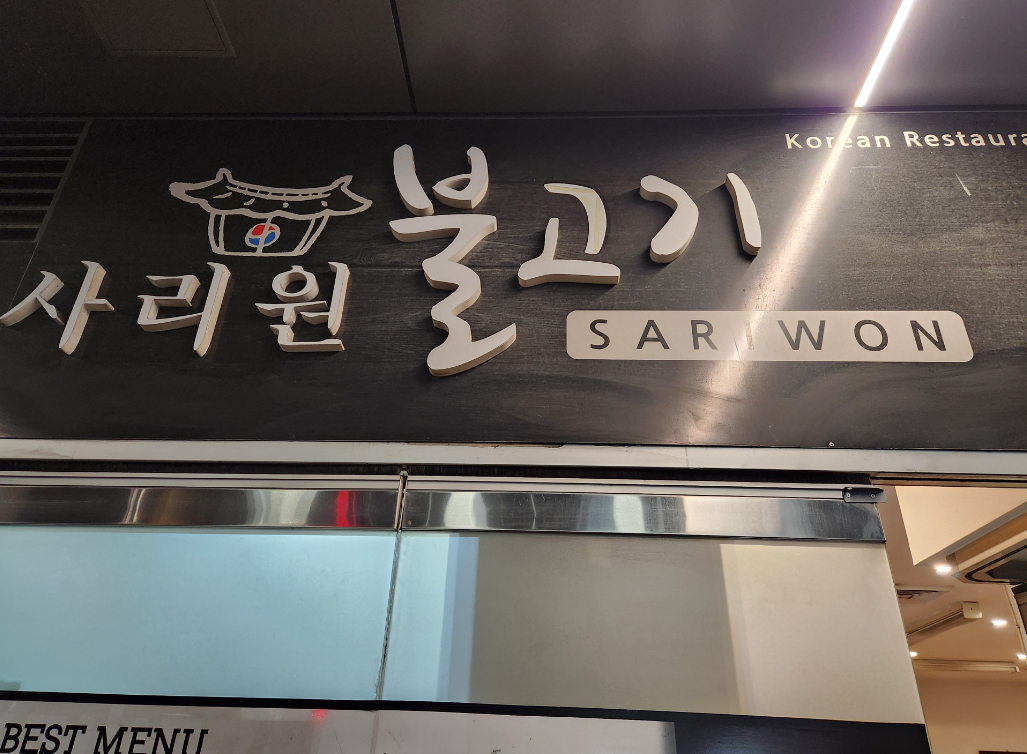 Korean Restaura
사리원 불고기
SARIWON
BEST MENU